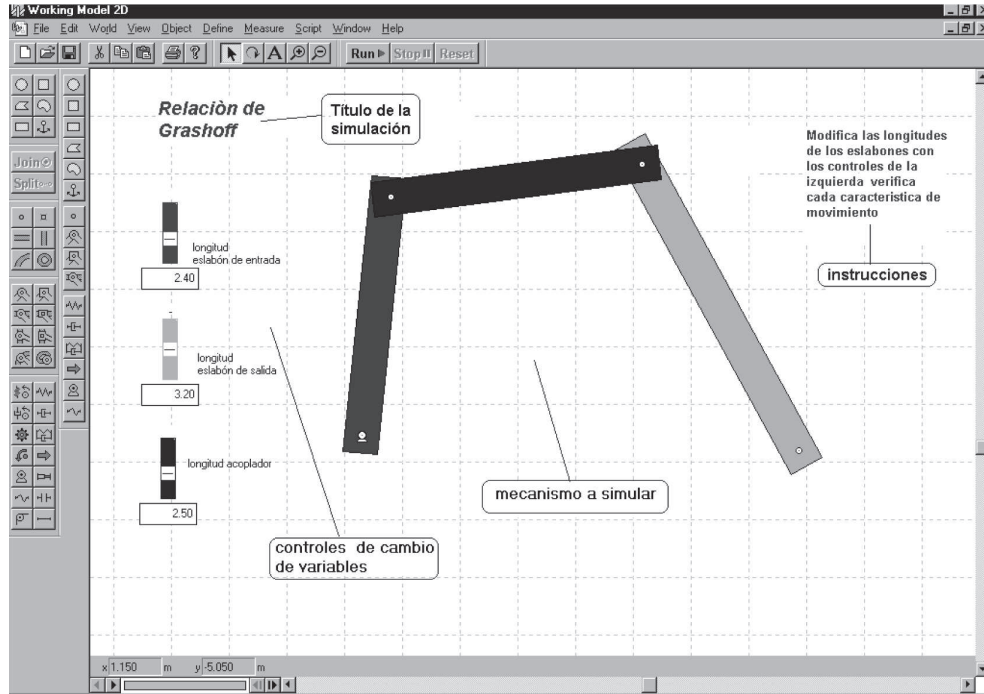 Working Model 2D
File Edit World View Object Define Measure Script Window Help
Run Stop Reset
Join
Split
Relaciòn de
Grashoff
Título de la
simulación
Modifica las longitudes
de los eslabones con
los controles de la
izquierda verifica
cada caracteristica de
movimiento
instrucciones
longitud
eslabón de entrada
2.40
longitud
eslabón de salida
3.20
longitud acoplador
2.50
mecanismo a simular
controles de cambio
de variables
x 1.150 m y -5.050 m